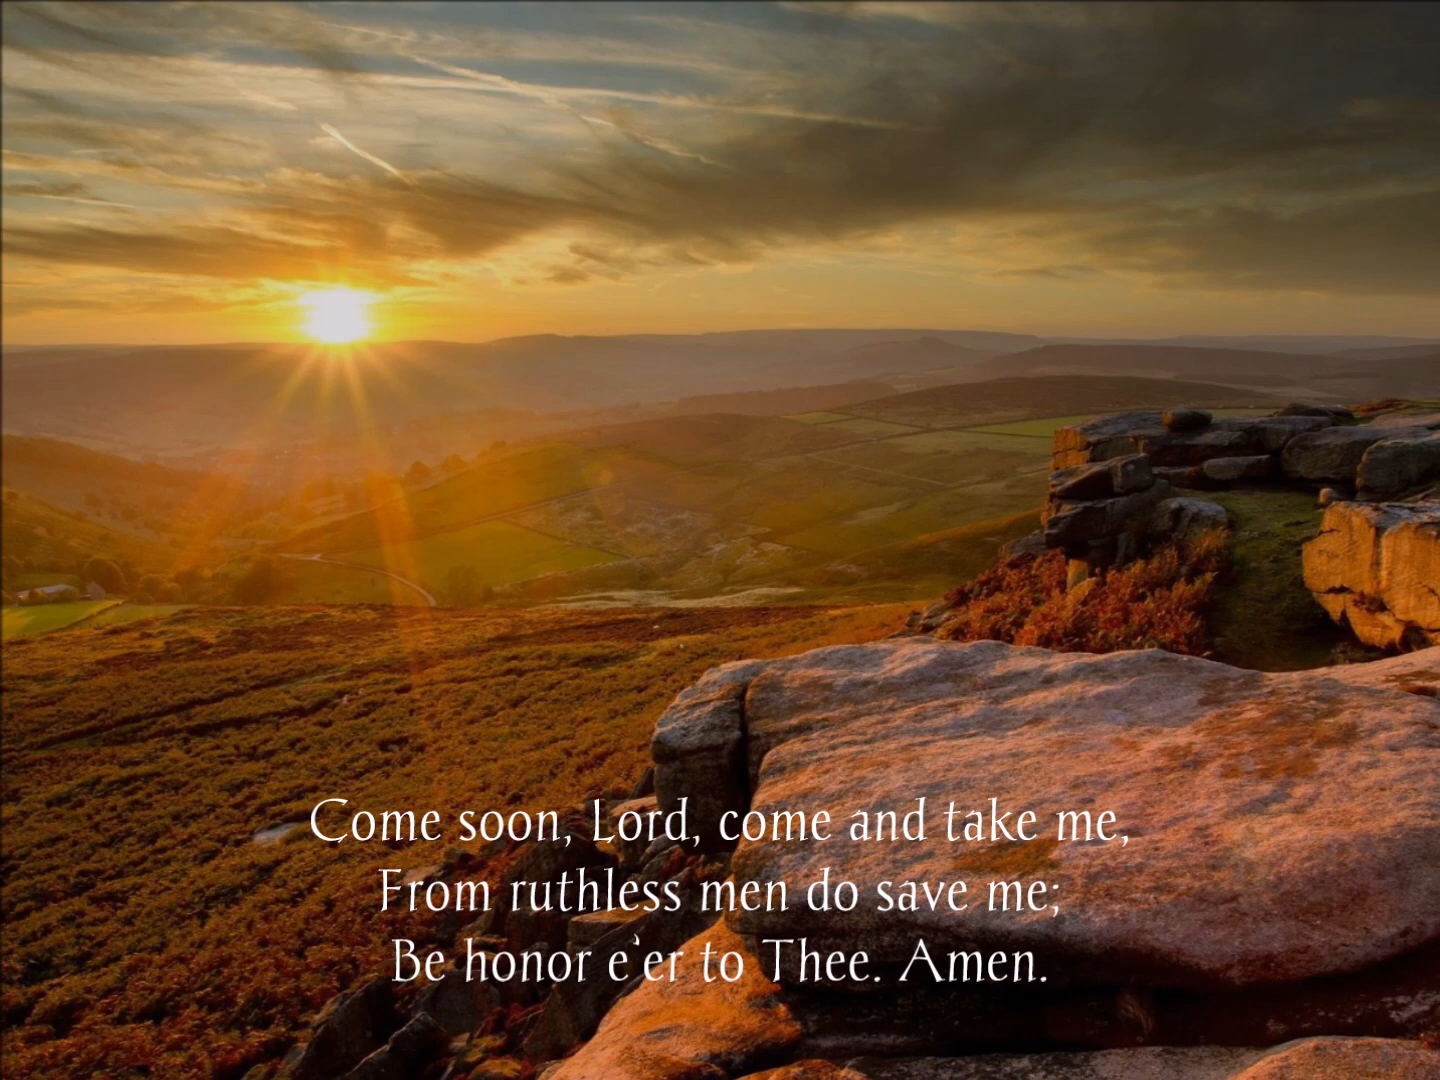 Come soon, Lord, come and take me,
From ruthless men do save me;
Be honor e'er to Thee. Amen.